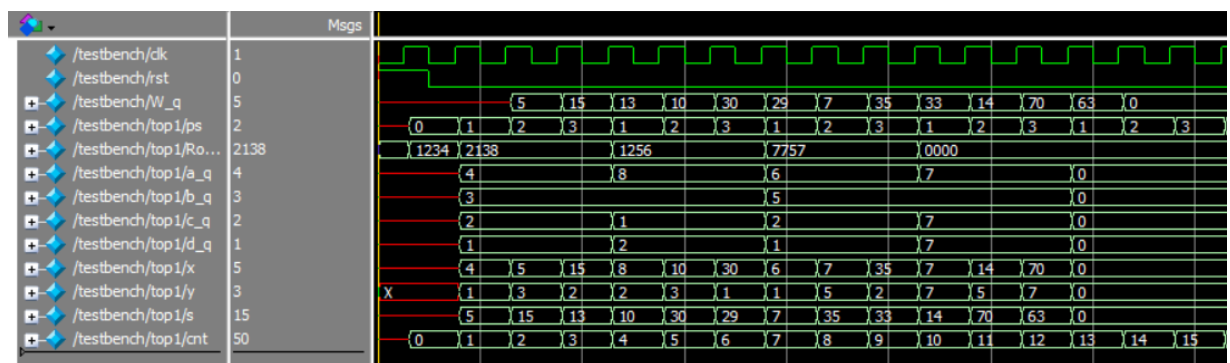 Msgs
/testbench/clk 1
/testbench/rst 0
/testbench/W_q 5 5 15 13 10 30 29 7 35 33 14 70 63 0
/testbench/top1/ps 2 0 1 2 3 1 2 3 1 2 3 1 2 3 1 2 3
/testbench/top1/Ro... 2138 1234 2138 1256 7757 0000
/testbench/top1/a_q 4 4 8 6 7 0
/testbench/top1/b_q 3 3 5 0
/testbench/top1/c_q 2 2 1 2 7 0
/testbench/top1/d_q 1 1 2 1 7 0
/testbench/top1/x 5 4 5 15 8 10 30 6 7 35 7 14 70 0
/testbench/top1/y 3 X 1 3 2 2 3 1 1 5 2 7 5 7 0
/testbench/top1/s 15 5 15 13 10 30 29 7 35 33 14 70 63 0
/testbench/top1/cnt 50 0 1 2 3 4 5 6 7 8 9 10 11 12 13 14 15